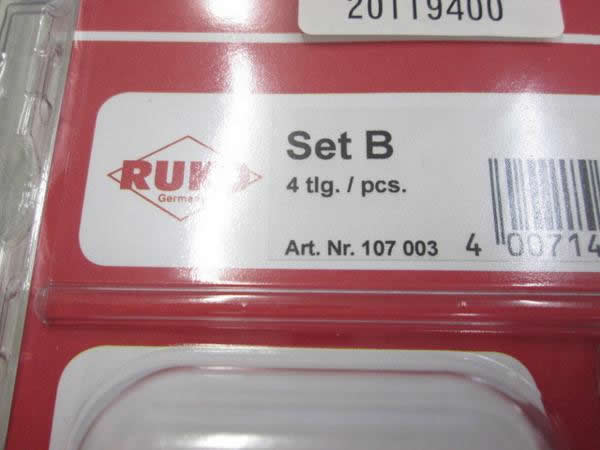 20119400
RUKO
Germany
Set B
4 tlg. / pcs.
Art. Nr. 107 003
4 00714